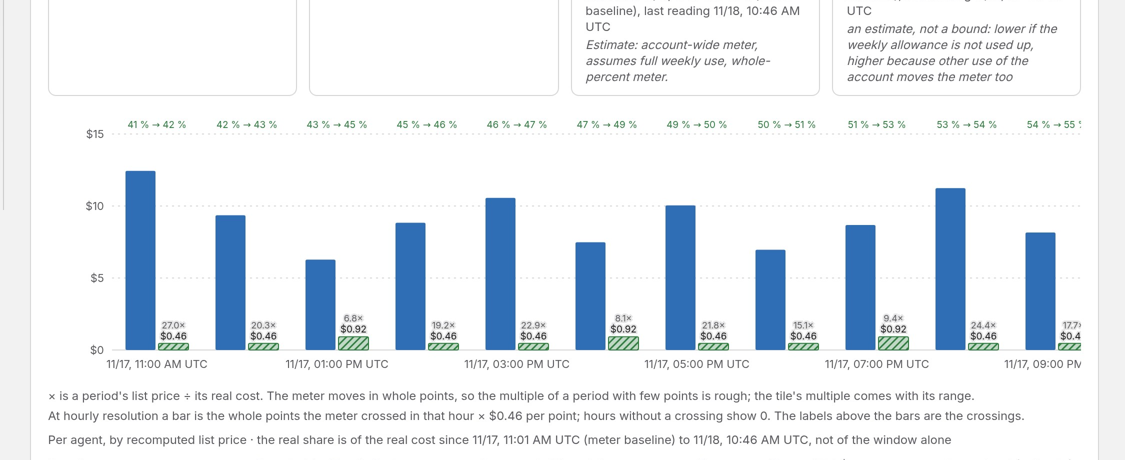 baseline), last reading 11/18, 10:46 AM
UTC
Estimate: account-wide meter,
assumes full weekly use, whole-
percent meter.
UTC
an estimate, not a bound: lower if the
weekly allowance is not used up,
higher because other use of the
account moves the meter too
41 % → 42 % 42 % → 43 % 43 % → 45 % 45 % → 46 % 46 % → 47 % 47 % → 49 % 49 % → 50 % 50 % → 51 % 51 % → 53 % 53 % → 54 % 54 % → 55
$15
$10
$5
$0
27.0× 20.3× 6.8× 19.2× 22.9× 8.1× 21.8× 15.1× 9.4× 24.4× 17.7
$0.46 $0.46 $0.92 $0.46 $0.46 $0.92 $0.46 $0.46 $0.92 $0.46 $0.4
11/17, 11:00 AM UTC 11/17, 01:00 PM UTC 11/17, 03:00 PM UTC 11/17, 05:00 PM UTC 11/17, 07:00 PM UTC 11/17, 09:00 PM
× is a period's list price ÷ its real cost. The meter moves in whole points, so the multiple of a period with few points is rough; the tile's multiple comes with its range.
At hourly resolution a bar is the whole points the meter crossed in that hour × $0.46 per point; hours without a crossing show 0. The labels above the bars are the crossings.
Per agent, by recomputed list price · the real share is of the real cost since 11/17, 11:01 AM UTC (meter baseline) to 11/18, 10:46 AM UTC, not of the window alone